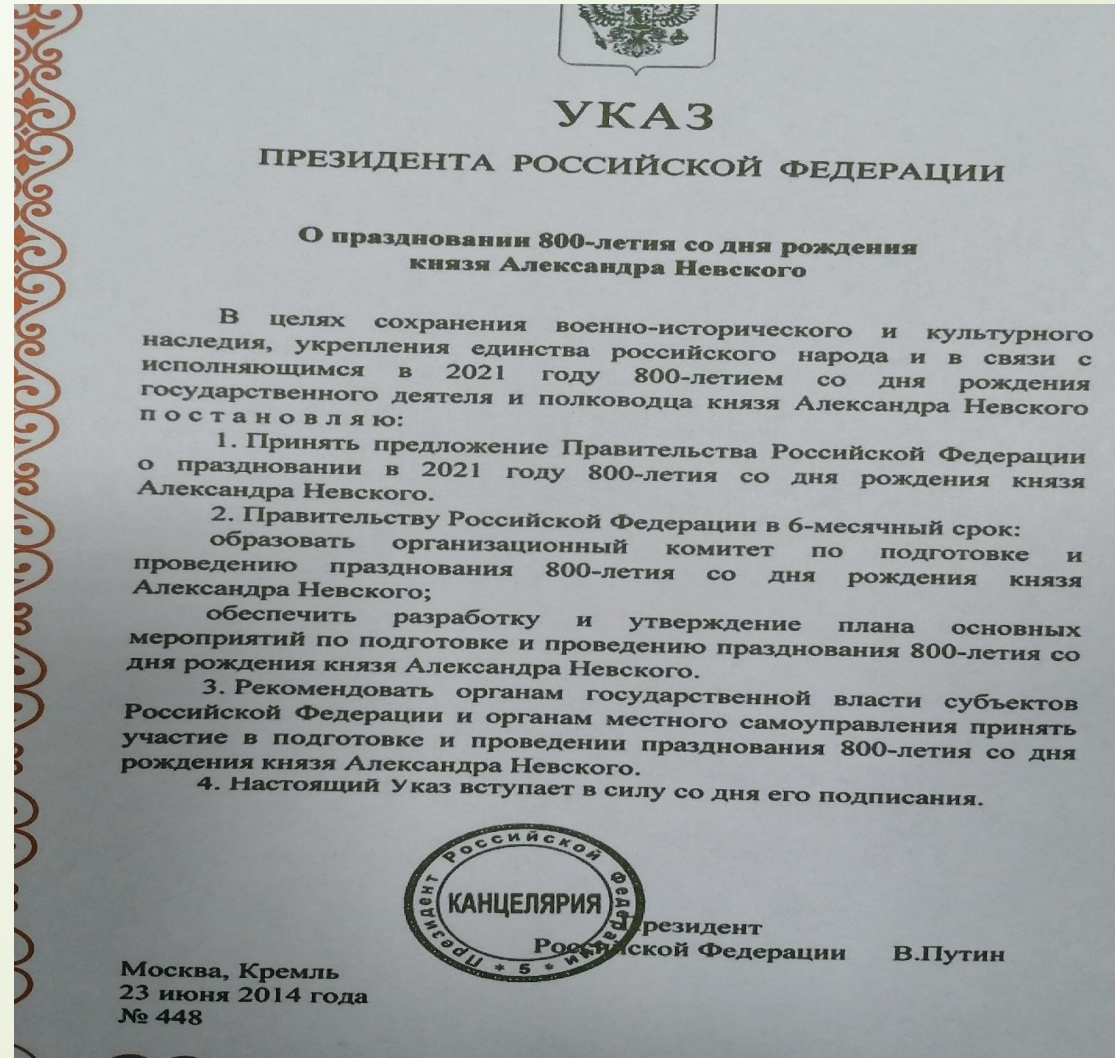 УКАЗ
ПРЕЗИДЕНТА РОССИЙСКОЙ ФЕДЕРАЦИИ
О праздновании 800-летия со дня рождения
князя Александра Невского
В целях сохранения военно-исторического и культурного
наследия, укрепления единства российского народа и в связи с
исполняющимся в 2021 году 800-летием со дня рождения
государственного деятеля и полководца князя Александра Невского
п о с т а н о в л я ю:
1. Принять предложение Правительства Российской Федерации
о праздновании в 2021 году 800-летия со дня рождения князя
Александра Невского.
2. Правительству Российской Федерации в 6-месячный срок:
образовать организационный комитет по подготовке и
проведению празднования 800-летия со дня рождения князя
Александра Невского;
обеспечить разработку и утверждение плана основных
мероприятий по подготовке и проведению празднования 800-летия со
дня рождения князя Александра Невского.
3. Рекомендовать органам государственной власти субъектов
Российской Федерации и органам местного самоуправления принять
участие в подготовке и проведении празднования 800-летия со дня
рождения князя Александра Невского.
4. Настоящий Указ вступает в силу со дня его подписания.
Президент Российской Федерации
КАНЦЕЛЯРИЯ
* 5 *
Президент
Российской Федерации В.Путин
Москва, Кремль
23 июня 2014 года
№ 448